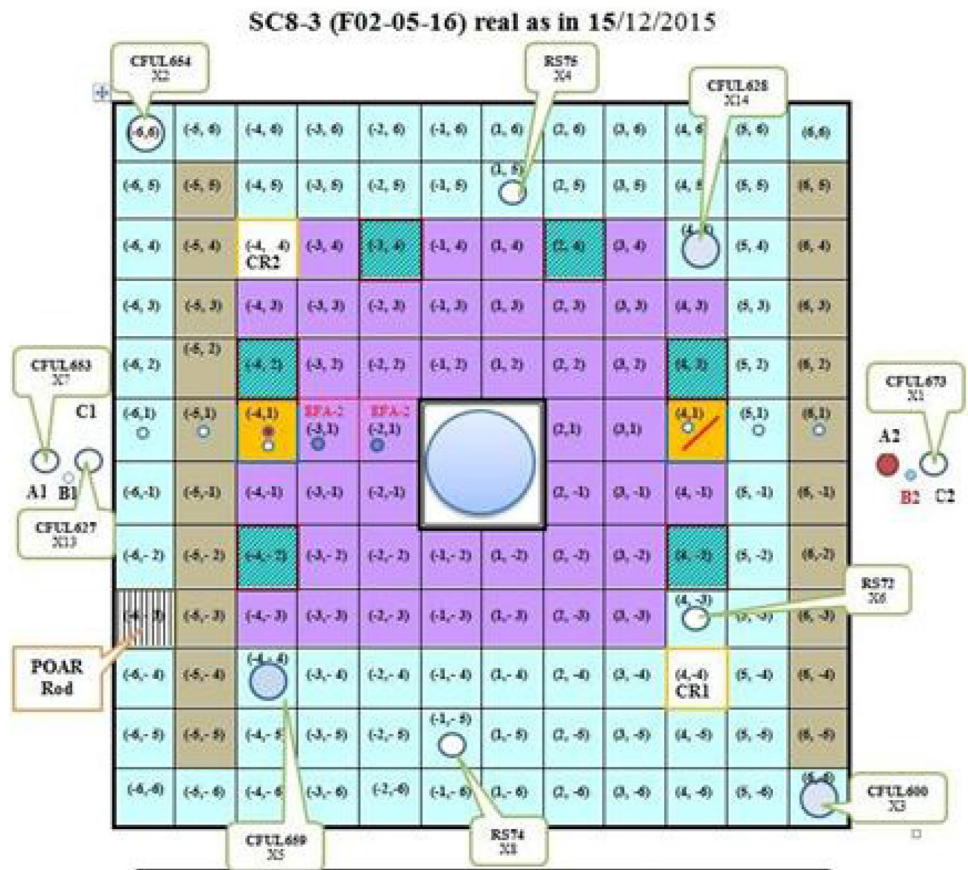 SC8-3 (F02-05-16) real as in 15/12/2015
CFUL654
X2
RS75
X4
CFUL628
X14
(-6,6) (-5, 6) (-4, 6) (-3, 6) (-2, 6) (-1, 6) (1, 6) (2, 6) (3, 6) (4, 6) (5, 6) (6,6)
(-6, 5) (-5, 5) (-4, 5) (-3, 5) (-2, 5) (-1, 5) (1, 5) (2, 5) (3, 5) (4, 5) (5, 5) (6, 5)
(-6, 4) (-5, 4) (-4, 4) (-3, 4) (-3, 4) (-1, 4) (1, 4) (2, 4) (3, 4) (5, 4) (6, 4)
CR2
(-6, 3) (-5, 3) (-4, 3) (-3, 3) (-2, 3) (-1, 3) (1, 3) (2, 3) (3, 3) (4, 3) (5, 3) (6, 3)
(-6, 2) (-5, 2) (-4, 2) (-3, 2) (-2, 2) (-1, 2) (1, 2) (2, 2) (3, 2) (5, 2) (6, 2)
CFUL663
X7
CFUL673
X1
C1
EFA-2 EFA-2
(-6,1) (-5,1) (-4,1) (-3,1) (-2,1) (2,1) (3,1) (4,1) (5,1) (6,1)
A2
A1 B1
B2 C2
(-6,-1) (-5,-1) (-4,-1) (-3,-1) (-2,-1) (2, -1) (3, -1) (4, -1) (5, -1) (6, -1)
CFUL627
X13
(-6,- 2) (-5,- 2) (-4,- 2) (-3,- 2) (-2,- 2) (-1, - 2) (1, -2) (2, -2) (3, -2) (4, -2) (5, -2) (6,-2)
RS72
X6
(-6,- 3) (-5,- 3) (-4,- 3) (-3,- 3) (-2,- 3) (-1, - 3) (1, -3) (2, -3) (3, -3) (4, -3) (5, -3) (6, -3)
POAR
Rod
(-6,- 4) (-5,- 4) (-4,- 4) (-3,- 4) (-2,- 4) (-1,- 4) (1,- 4) (2, -4) (3, -4) (4,-4) (5, -4) (6, -4)
CR1
(-6,- 5) (-5,- 5) (-4,- 5) (-3,- 5) (-2,- 5) (-1,- 5) (1,- 5) (2, -5) (3, -5) (4, -5) (5, -5) (6, -5)
(-6,-6) (-5,- 6) (-4,- 6) (-3,- 6) (-2,-6) (-1,- 6) (1,- 6) (2, -6) (3, -6) (4, -6) (5, -6) (6,-6)
CFUL600
X3
CFUL659
X5
RS74
X8